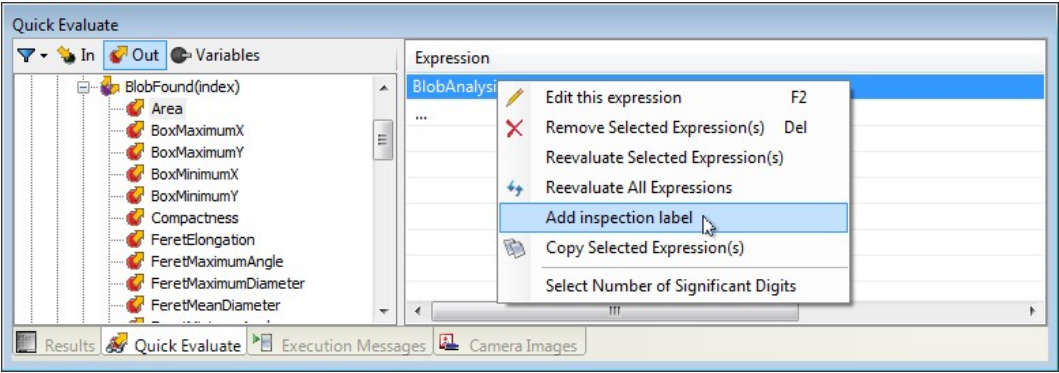 Quick Evaluate
In Out Variables
BlobFound(index)
Area
BoxMaximumX
BoxMaximumY
BoxMinimumX
BoxMinimumY
Compactness
FeretElongation
FeretMaximumAngle
FeretMaximumDiameter
FeretMeanDiameter
Expression
BlobAnalysi
...
Edit this expression F2
Remove Selected Expression(s) Del
Reevaluate Selected Expression(s)
Reevaluate All Expressions
Add inspection label
Copy Selected Expression(s)
Select Number of Significant Digits
Results Quick Evaluate Execution Messages Camera Images